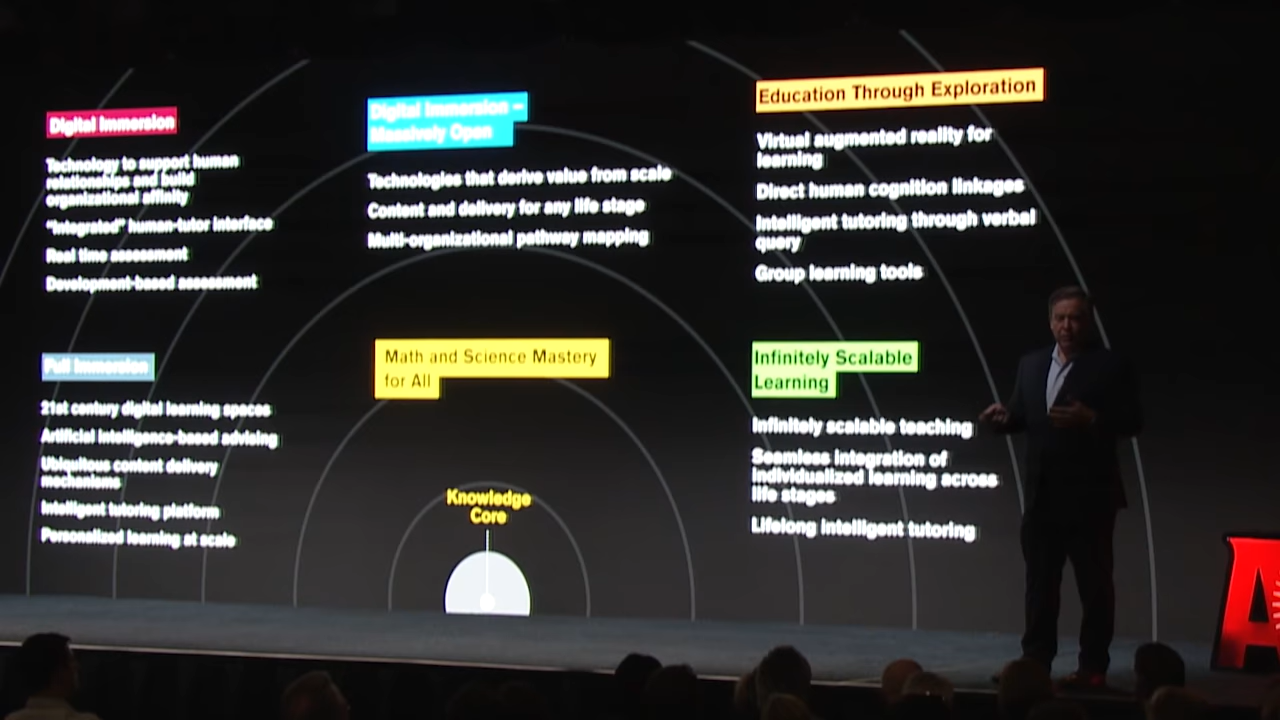 Digital Immersion
Technology to support human
relationships and build
organizational affinity
"Integrated" human-tutor interface
Real time assessment
Development-based assessment
Digital Immersion –
Massively Open
Technologies that derive value from scale
Content and delivery for any life stage
Multi-organizational pathway mapping
Education Through Exploration
Virtual augmented reality for
learning
Direct human cognition linkages
Intelligent tutoring through verbal
query
Group learning tools
Full Immersion
21st century digital learning spaces
Artificial intelligence-based advising
Ubiquitous content delivery
mechanisms
Intelligent tutoring platform
Personalized learning at scale
Math and Science Mastery
for All
Knowledge
Core
Infinitely Scalable
Learning
Infinitely scalable teaching
Seamless integration of
individualized learning across
life stages
Lifelong intelligent tutoring
A